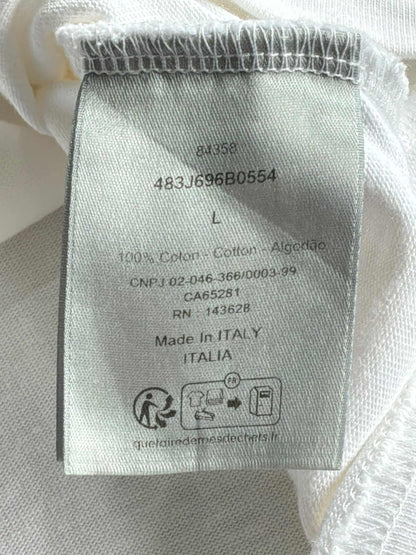 84358
483J696B0554
L
100% Coton - Cotton - Algodão
CNPJ 02-046-366/0003-99
CA65281
RN : 143628
Made In ITALY
ITALIA
FR
quefairedemesdechets.fr